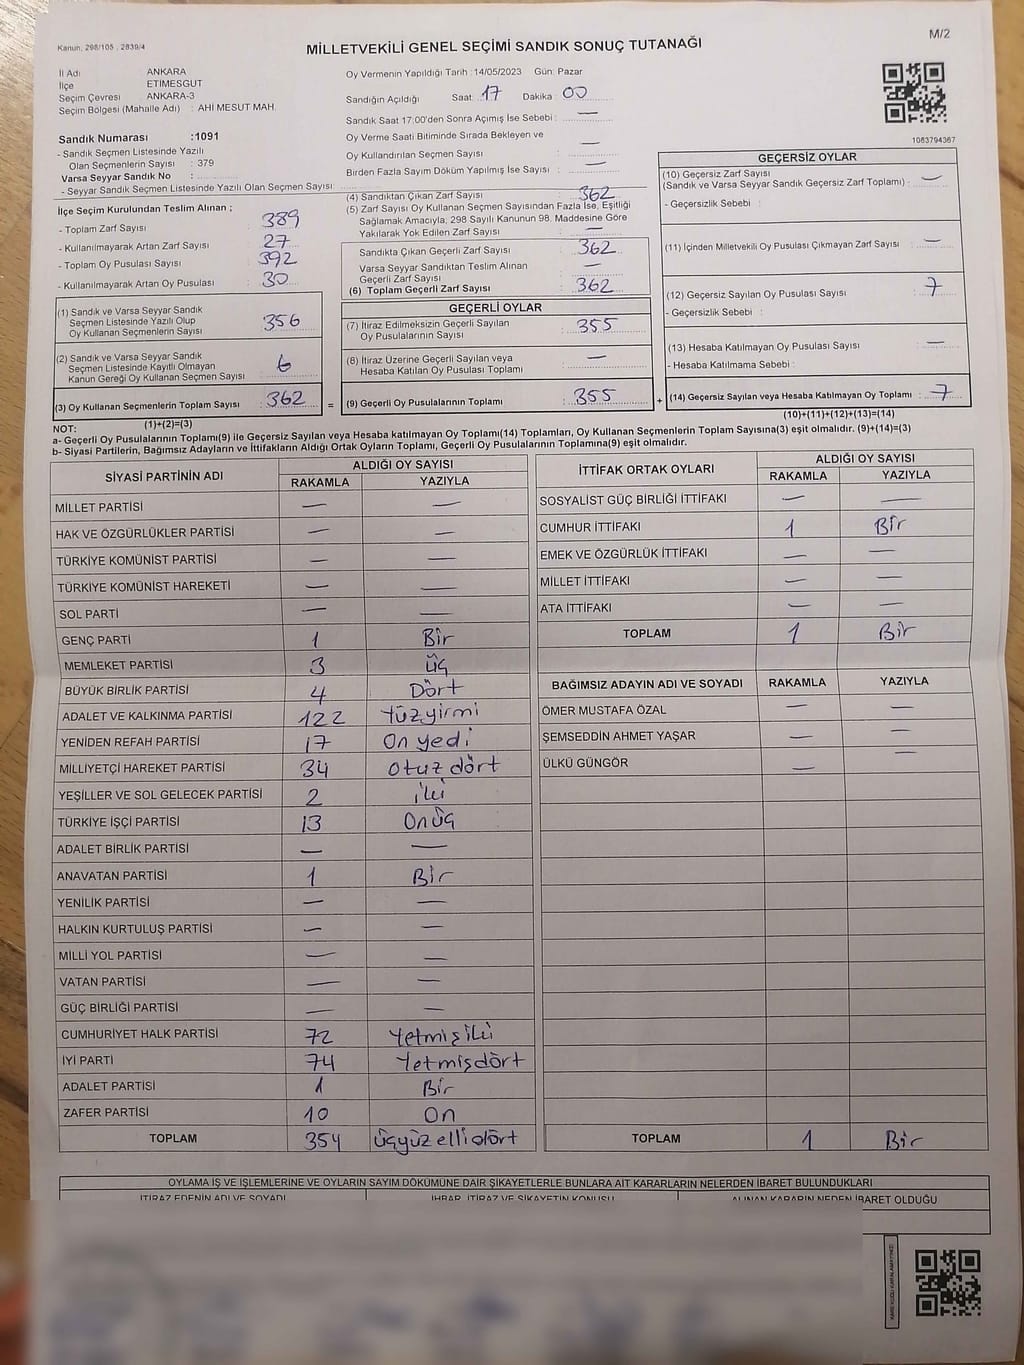 Kanun, 298/105 , 2839/4
MİLLETVEKİLİ GENEL SEÇİMİ SANDIK SONUÇ TUTANAĞI
M/2
İl Adı ANKARA
İlçe ETİMESGUT
Seçim Çevresi ANKARA-3
Seçim Bölgesi (Mahalle Adı) : AHİ MESUT MAH.
Sandık Numarası :1091
- Sandık Seçmen Listesinde Yazılı
Olan Seçmenlerin Sayısı : 379
Varsa Seyyar Sandık No :
- Seyyar Sandık Seçmen Listesinde Yazılı Olan Seçmen Sayısı
Oy Vermenin Yapıldığı Tarih :14/05/2023 Gün: Pazar
Sandığın Açıldığı Saat: 17 Dakika : 00
Sandık Saat 17:00'den Sonra Açımış İse Sebebi : —
Oy Verme Saati Bitiminde Sırada Bekleyen ve
Oy Kullandırılan Seçmen Sayısı : —
Birden Fazla Sayım Döküm Yapılmış İse Sayısı : —
1063794367
İlçe Seçim Kurulundan Teslim Alınan ;
- Toplam Zarf Sayısı : 389
- Kullanılmayarak Artan Zarf Sayısı : 27
- Toplam Oy Pusulası Sayısı : 392
- Kullanılmayarak Artan Oy Pusulası : 30
(1) Sandık ve Varsa Seyyar Sandık
Seçmen Listesinde Yazılı Olup
Oy Kullanan Seçmenlerin Sayısı : 356
(2) Sandık ve Varsa Seyyar Sandık
Seçmen Listesinde Kayıtlı Olmayan
Kanun Gereği Oy Kullanan Seçmen Sayısı : 6
(3) Oy Kullanan Seçmenlerin Toplam Sayısı : 362
(1)+(2)=(3)
(4) Sandıktan Çıkan Zarf Sayısı : 362
(5) Zarf Sayısı Oy Kullanan Seçmen Sayısından Fazla İse, Eşitliği
Sağlamak Amacıyla; 298 Sayılı Kanunun 98. Maddesine Göre
Yakılarak Yok Edilen Zarf Sayısı : —
Sandıkta Çıkan Geçerli Zarf Sayısı : 362
Varsa Seyyar Sandıktan Teslim Alınan
Geçerli Zarf Sayısı : —
(6) Toplam Geçerli Zarf Sayısı : 362
GEÇERLİ OYLAR
(7) İtiraz Edilmeksizin Geçerli Sayılan
Oy Pusulalarının Sayısı : 355
(8) İtiraz Üzerine Geçerli Sayılan veya
Hesaba Katılan Oy Pusulası Toplamı : —
= (9) Geçerli Oy Pusulalarının Toplamı : 355
GEÇERSİZ OYLAR
(10) Geçersiz Zarf Sayısı
(Sandık ve Varsa Seyyar Sandık Geçersiz Zarf Toplamı) : —
- Geçersizlik Sebebi :
(11) İçinden Milletvekili Oy Pusulası Çıkmayan Zarf Sayısı : —
(12) Geçersiz Sayılan Oy Pusulası Sayısı : 7
- Geçersizlik Sebebi :
(13) Hesaba Katılmayan Oy Pusulası Sayısı : —
- Hesaba Katılmama Sebebi :
+ (14) Geçersiz Sayılan veya Hesaba Katılmayan Oy Toplamı : 7
(10)+(11)+(12)+(13)=(14)
NOT:
a- Geçerli Oy Pusulalarının Toplamı(9) ile Geçersiz Sayılan veya Hesaba katılmayan Oy Toplamı(14) Toplamları, Oy Kullanan Seçmenlerin Toplam Sayısına(3) eşit olmalıdır. (9)+(14)=(3)
b- Siyasi Partilerin, Bağımsız Adayların ve İttifakların Aldığı Ortak Oyların Toplamı, Geçerli Oy Pusulalarının Toplamına(9) eşit olmalıdır.
SİYASİ PARTİNİN ADI ALDIĞI OY SAYISI
RAKAMLA YAZIYLA
MİLLET PARTİSİ — —
HAK VE ÖZGÜRLÜKLER PARTİSİ — —
TÜRKİYE KOMÜNİST PARTİSİ — —
TÜRKİYE KOMÜNİST HAREKETİ — —
SOL PARTİ — —
GENÇ PARTİ 1 Bir
MEMLEKET PARTİSİ 3 üç
BÜYÜK BİRLİK PARTİSİ 4 Dört
ADALET VE KALKINMA PARTİSİ 122 Yüzyirmi
YENİDEN REFAH PARTİSİ 17 On yedi
MİLLİYETÇİ HAREKET PARTİSİ 34 otuz dört
YEŞİLLER VE SOL GELECEK PARTİSİ 2 iki
TÜRKİYE İŞÇİ PARTİSİ 13 Onüç
ADALET BİRLİK PARTİSİ — —
ANAVATAN PARTİSİ 1 Bir
YENİLİK PARTİSİ — —
HALKIN KURTULUŞ PARTİSİ — —
MİLLİ YOL PARTİSİ — —
VATAN PARTİSİ — —
GÜÇ BİRLİĞİ PARTİSİ — —
CUMHURİYET HALK PARTİSİ 72 Yetmişiki
İYİ PARTİ 74 Yetmişdört
ADALET PARTİSİ 1 Bir
ZAFER PARTİSİ 10 On
TOPLAM 354 üçyüz ellidört
İTTİFAK ORTAK OYLARI ALDIĞI OY SAYISI
RAKAMLA YAZIYLA
SOSYALİST GÜÇ BİRLİĞİ İTTİFAKI — —
CUMHUR İTTİFAKI 1 Bir
EMEK VE ÖZGÜRLÜK İTTİFAKI — —
MİLLET İTTİFAKI — —
ATA İTTİFAKI — —
TOPLAM 1 Bir
BAĞIMSIZ ADAYIN ADI VE SOYADI RAKAMLA YAZIYLA
ÖMER MUSTAFA ÖZAL — —
ŞEMSEDDİN AHMET YAŞAR — —
ÜLKÜ GÜNGÖR — —
TOPLAM 1 Bir
OYLAMA İŞ VE İŞLEMLERİNE VE OYLARIN SAYIM DÖKÜMÜNE DAİR ŞİKAYETLERLE BUNLARA AİT KARARLARIN NELERDEN İBARET BULUNDUKLARI
İTİRAZ EDENİN ADI VE SOYADI İHBAR, İTİRAZ VE ŞİKAYETİN KONUSU ALINAN KARARIN NEDEN İBARET OLDUĞU